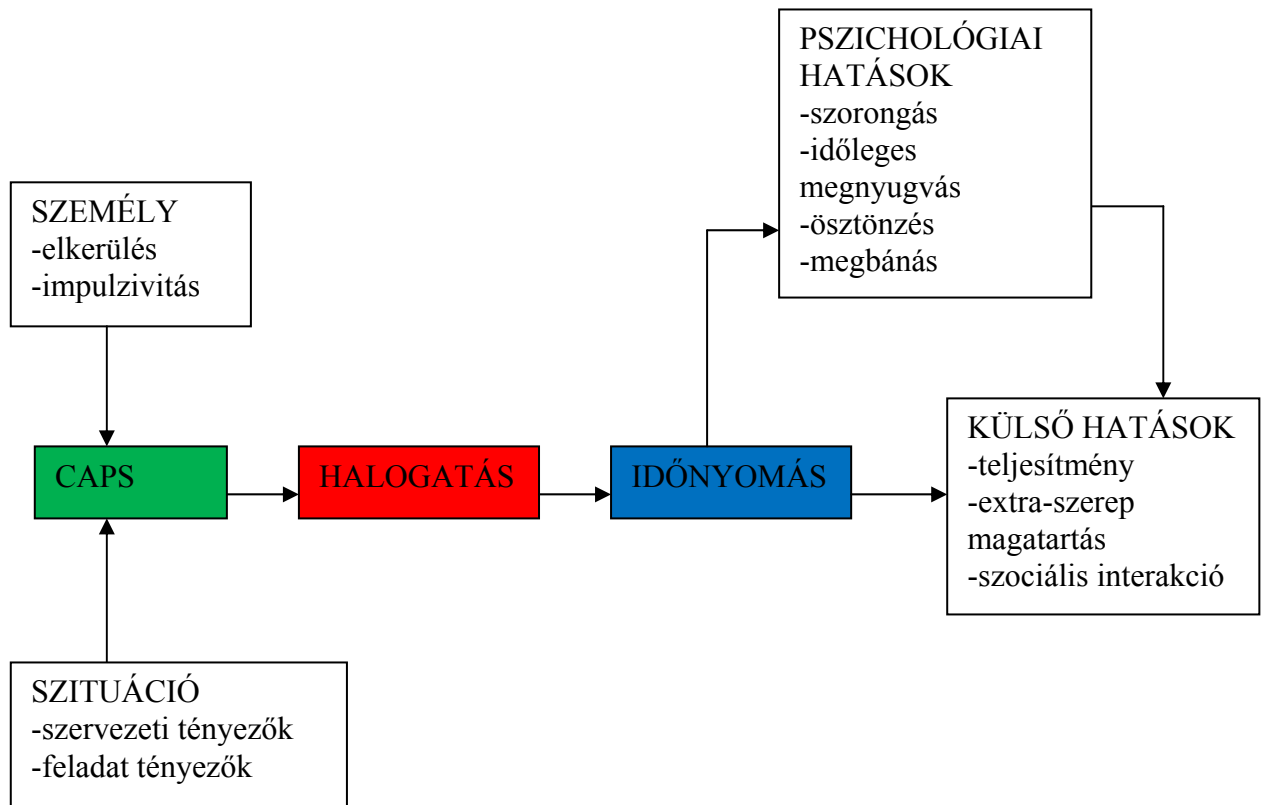 PSZICHOLÓGIAI
HATÁSOK
-szorongás
-időleges
megnyugvás
-ösztönzés
-megbánás
SZEMÉLY
-elkerülés
-impulzivitás
CAPS
HALOGATÁS
IDŐNYOMÁS
KÜLSŐ HATÁSOK
-teljesítmény
-extra-szerep
magatartás
-szociális interakció
SZITUÁCIÓ
-szervezeti tényezők
-feladat tényezők